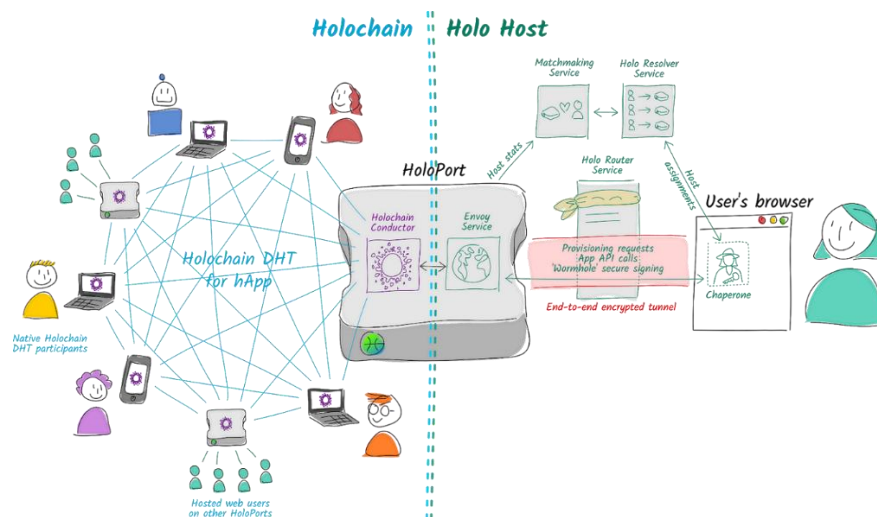 Holochain
Holo Host
Matchmaking
Service
Holo Resolver
Service
Host stats
Host
assignments
HoloPort
Holo Router
Service
User's browser
Holochain
Conductor
Envoy
Service
Holochain DHT
for hApp
Provisioning requests
App API calls
'Wormhole' secure signing
Chaperone
End-to-end encrypted tunnel
Native Holochain
DHT participants
Hosted web users
on other HoloPorts